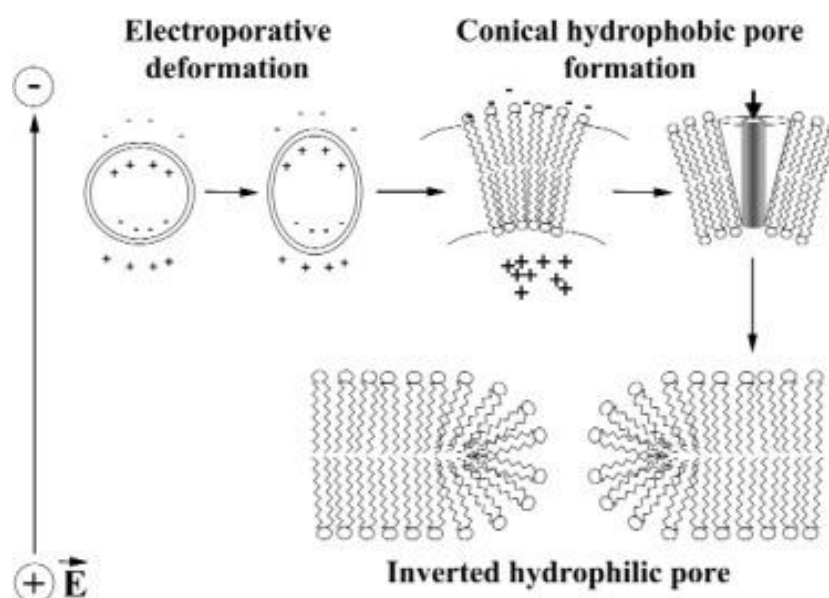 Electroporative
deformation
Conical hydrophobic pore
formation
E
Inverted hydrophilic pore